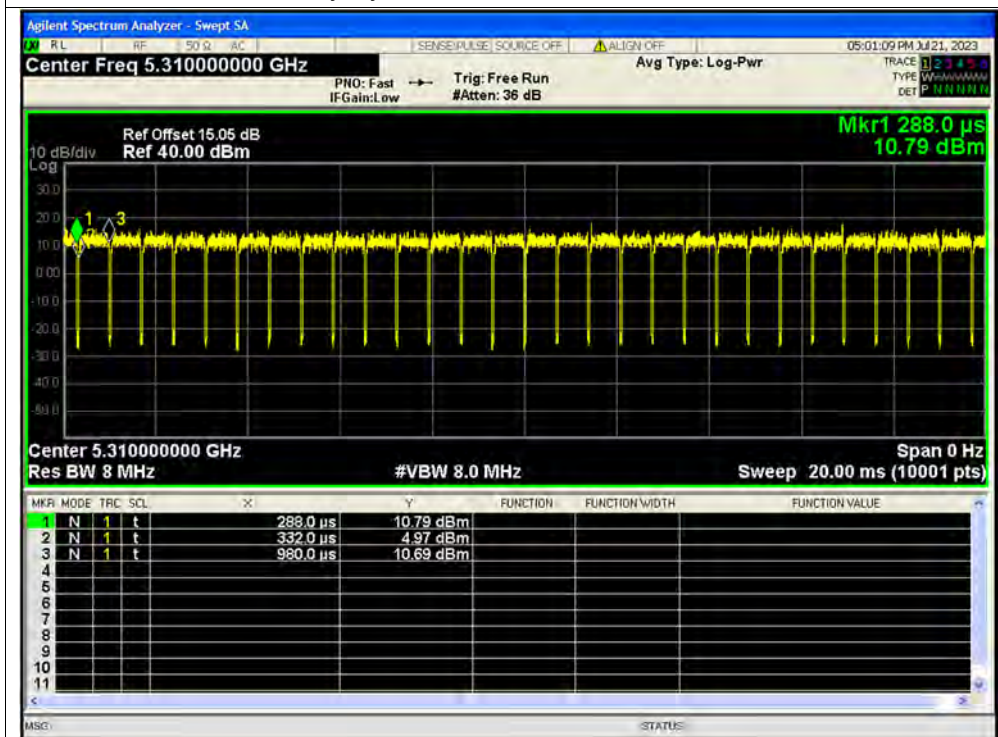 Agilent Spectrum Analyzer - Swept SA
RL RF 50 Ω AC SENSE:PULSE SOURCE OFF ALIGN OFF 05:01:09 PM Jul 21, 2023
Center Freq 5.310000000 GHz
PNO: Fast
IFGain:Low
Trig: Free Run
#Atten: 36 dB
Avg Type: Log-Pwr
TRACE 1 2 3 4 5 6
TYPE W
DET P N N N N N
Ref Offset 15.05 dB
10 dB/div Ref 40.00 dBm
Log
Mkr1 288.0 µs
10.79 dBm
30.0
20.0
10.0
0.00
-10.0
-20.0
-30.0
-40.0
-50.0
1
3
Center 5.310000000 GHz Span 0 Hz
Res BW 8 MHz #VBW 8.0 MHz Sweep 20.00 ms (10001 pts)
MKR MODE TRC SCL X Y FUNCTION FUNCTION WIDTH FUNCTION VALUE
1 N 1 t 288.0 µs 10.79 dBm
2 N 1 t 332.0 µs 4.97 dBm
3 N 1 t 980.0 µs 10.69 dBm
4
5
6
7
8
9
10
11
MSG STATUS